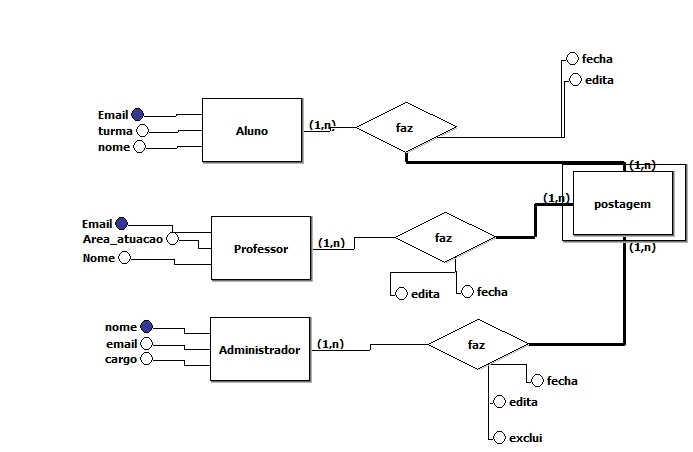 fecha
edita
Email
turma
nome
Aluno
(1,n)
faz
(1,n)
postagem
(1,n)
(1,n)
Email
Area_atuacao
Nome
Professor
(1,n)
faz
edita
fecha
nome
email
cargo
Administrador
(1,n)
faz
fecha
edita
exclui